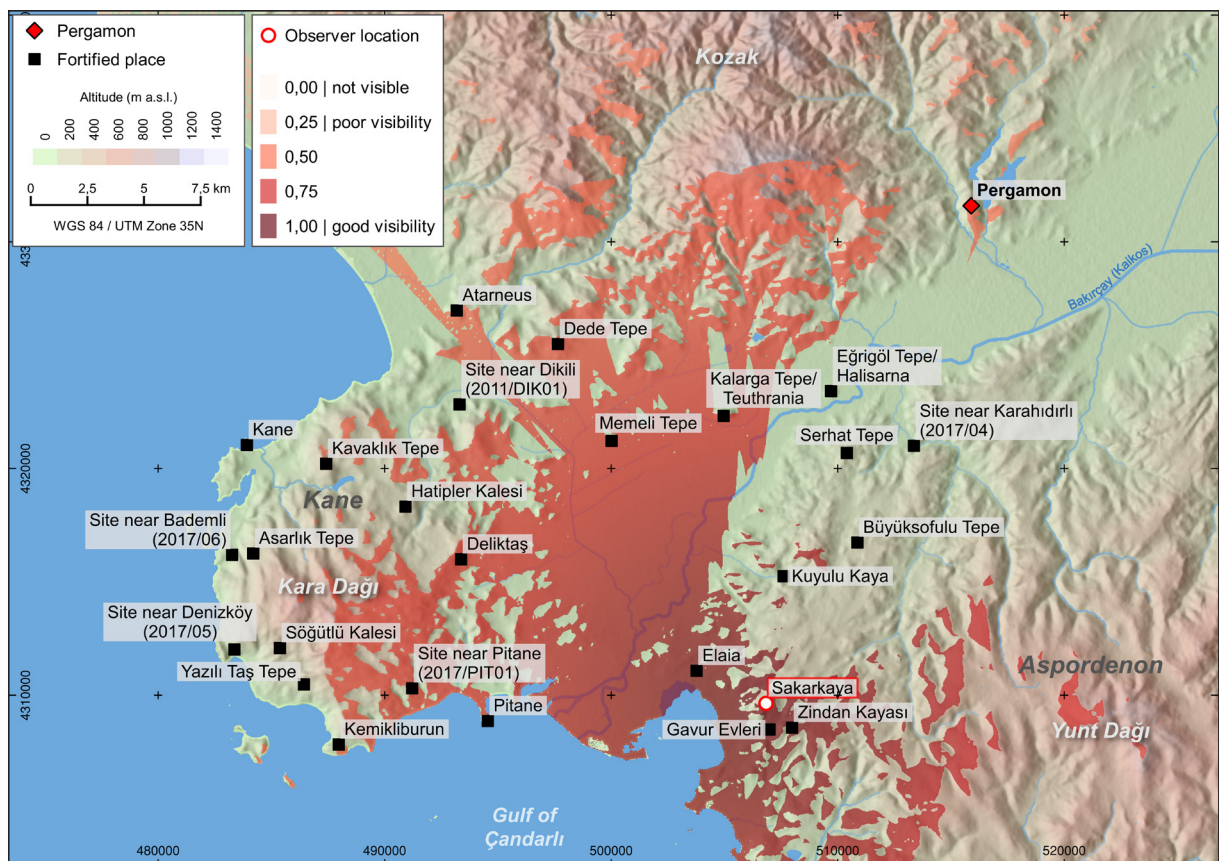 Pergamon
Fortified place
Altitude (m a.s.l.)
0 200 400 600 800 1000 1200 1400
0 2,5 5 7,5 km
WGS 84 / UTM Zone 35N
Observer location
0,00 | not visible
0,25 | poor visibility
0,50
0,75
1,00 | good visibility
Kozak
Pergamon
Bakırçay (Kaikos)
Atarneus
Dede Tepe
Site near Dikili
(2011/DIK01)
Kalarga Tepe/
Teuthrania
Eğrigöl Tepe/
Halisarna
Memeli Tepe
Site near Karahıdırlı
(2017/04)
Serhat Tepe
Kane
Kavaklık Tepe
Kane
Hatipler Kalesi
Site near Bademli
(2017/06)
Asarlık Tepe
Deliktaş
Büyüksofulu Tepe
Kuyulu Kaya
Kara Dağı
Site near Denizköy
(2017/05)
Söğütlü Kalesi
Yazılı Taş Tepe
Site near Pitane
(2017/PIT01)
Elaia
Aspordenon
Sakarkaya
Pitane
Zindan Kayası
Gavur Evleri
Kemikliburun
Yunt Dağı
Gulf of
Çandarlı
4320000
4310000
480000 490000 500000 510000 520000